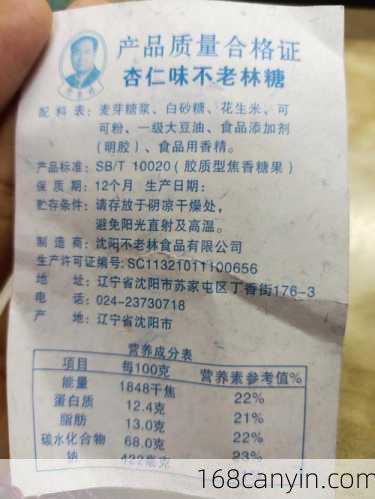 产品质量合格证
杏仁味不老林糖
配料表：麦芽糖浆、白砂糖、花生米、可
可粉、一级大豆油、食品添加剂
(明胶)、食品用香精。
产品标准：SB/T 10020（胶质型焦香糖果）
保质期：12个月 生产日期：
贮存条件：请存放于阴凉干燥处，
避免阳光直射及高温。
制造商：沈阳不老林食品有限公司
生产许可证编号：SC11321011100656
地址：辽宁省沈阳市苏家屯区丁香街176-3
电话：024-23730718
产地：辽宁省沈阳市
营养成分表
项目 每100克 营养素参考值%
能量 1848千焦 22%
蛋白质 12.4克 21%
脂肪 13.0克 22%
碳水化合物 68.0克 23%
钠 422毫克
168canyin.com